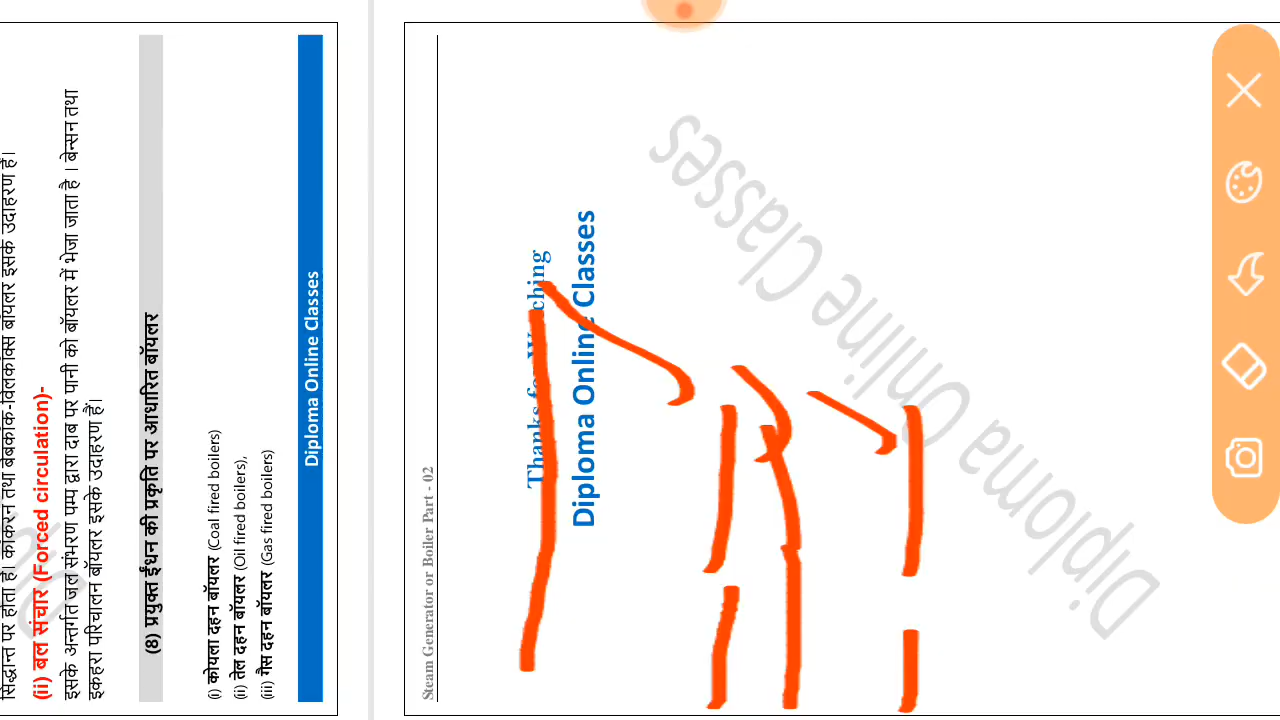 सिद्धान्त पर होता है। कॉकरन तथा बेबकॉक-विलकॉक्स बॉयलर इसके उदाहरण हैं।
(ii) बल संचार (Forced circulation)-
इसके अन्तर्गत जल संभरण पम्प द्वारा दाब पर पानी को बॉयलर में भेजा जाता है । बेन्सन तथा
इकहरा परिचालन बॉयलर इसके उदाहरण हैं।
(8) प्रयुक्त ईंधन की प्रकृति पर आधारित बॉयलर
(i) कोयला दहन बॉयलर (Coal fired boilers)
(ii) तेल दहन बॉयलर (Oil fired boilers),
(iii) गैस दहन बॉयलर (Gas fired boilers)
Diploma Online Classes
Steam Generator or Boiler Part - 02
Thanks for Watching
Diploma Online Classes
Diploma Online Classes